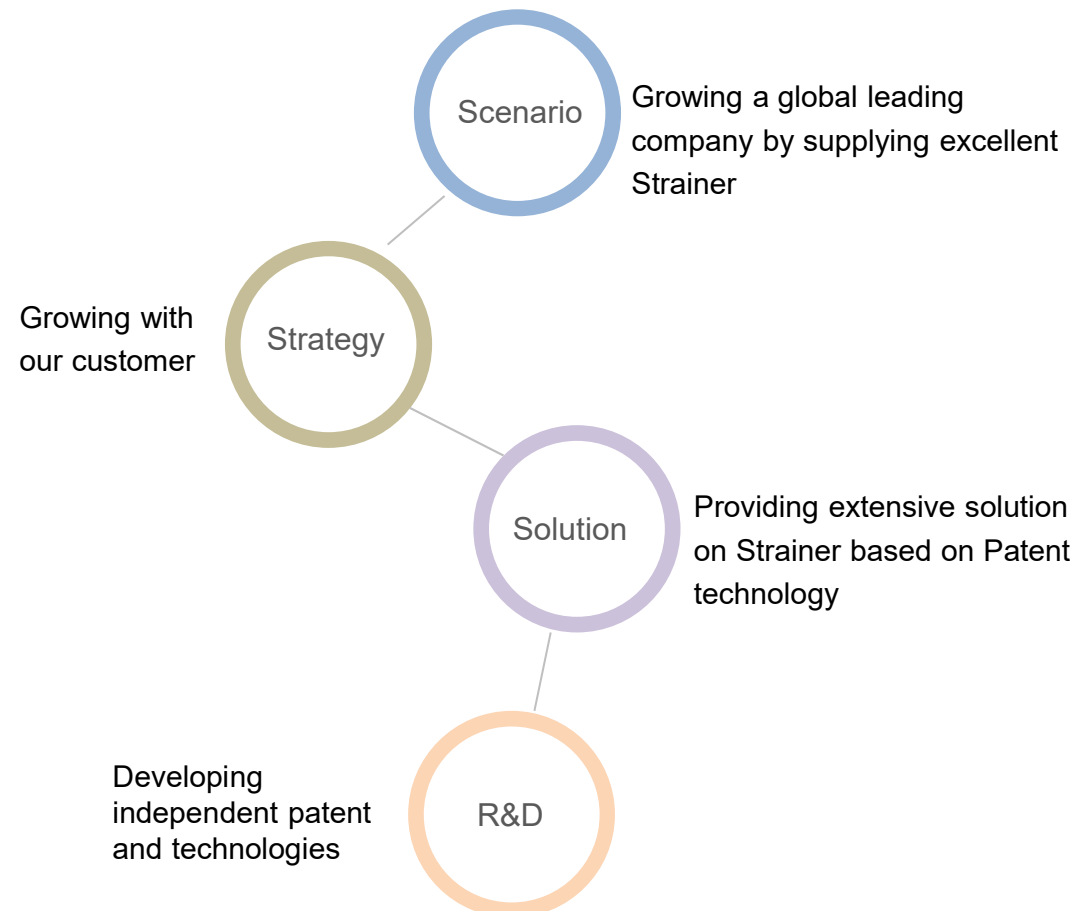 Scenario
Growing a global leading
company by supplying excellent
Strainer
Growing with
our customer
Strategy
Solution
Providing extensive solution
on Strainer based on Patent
technology
Developing
independent patent
and technologies
R&D